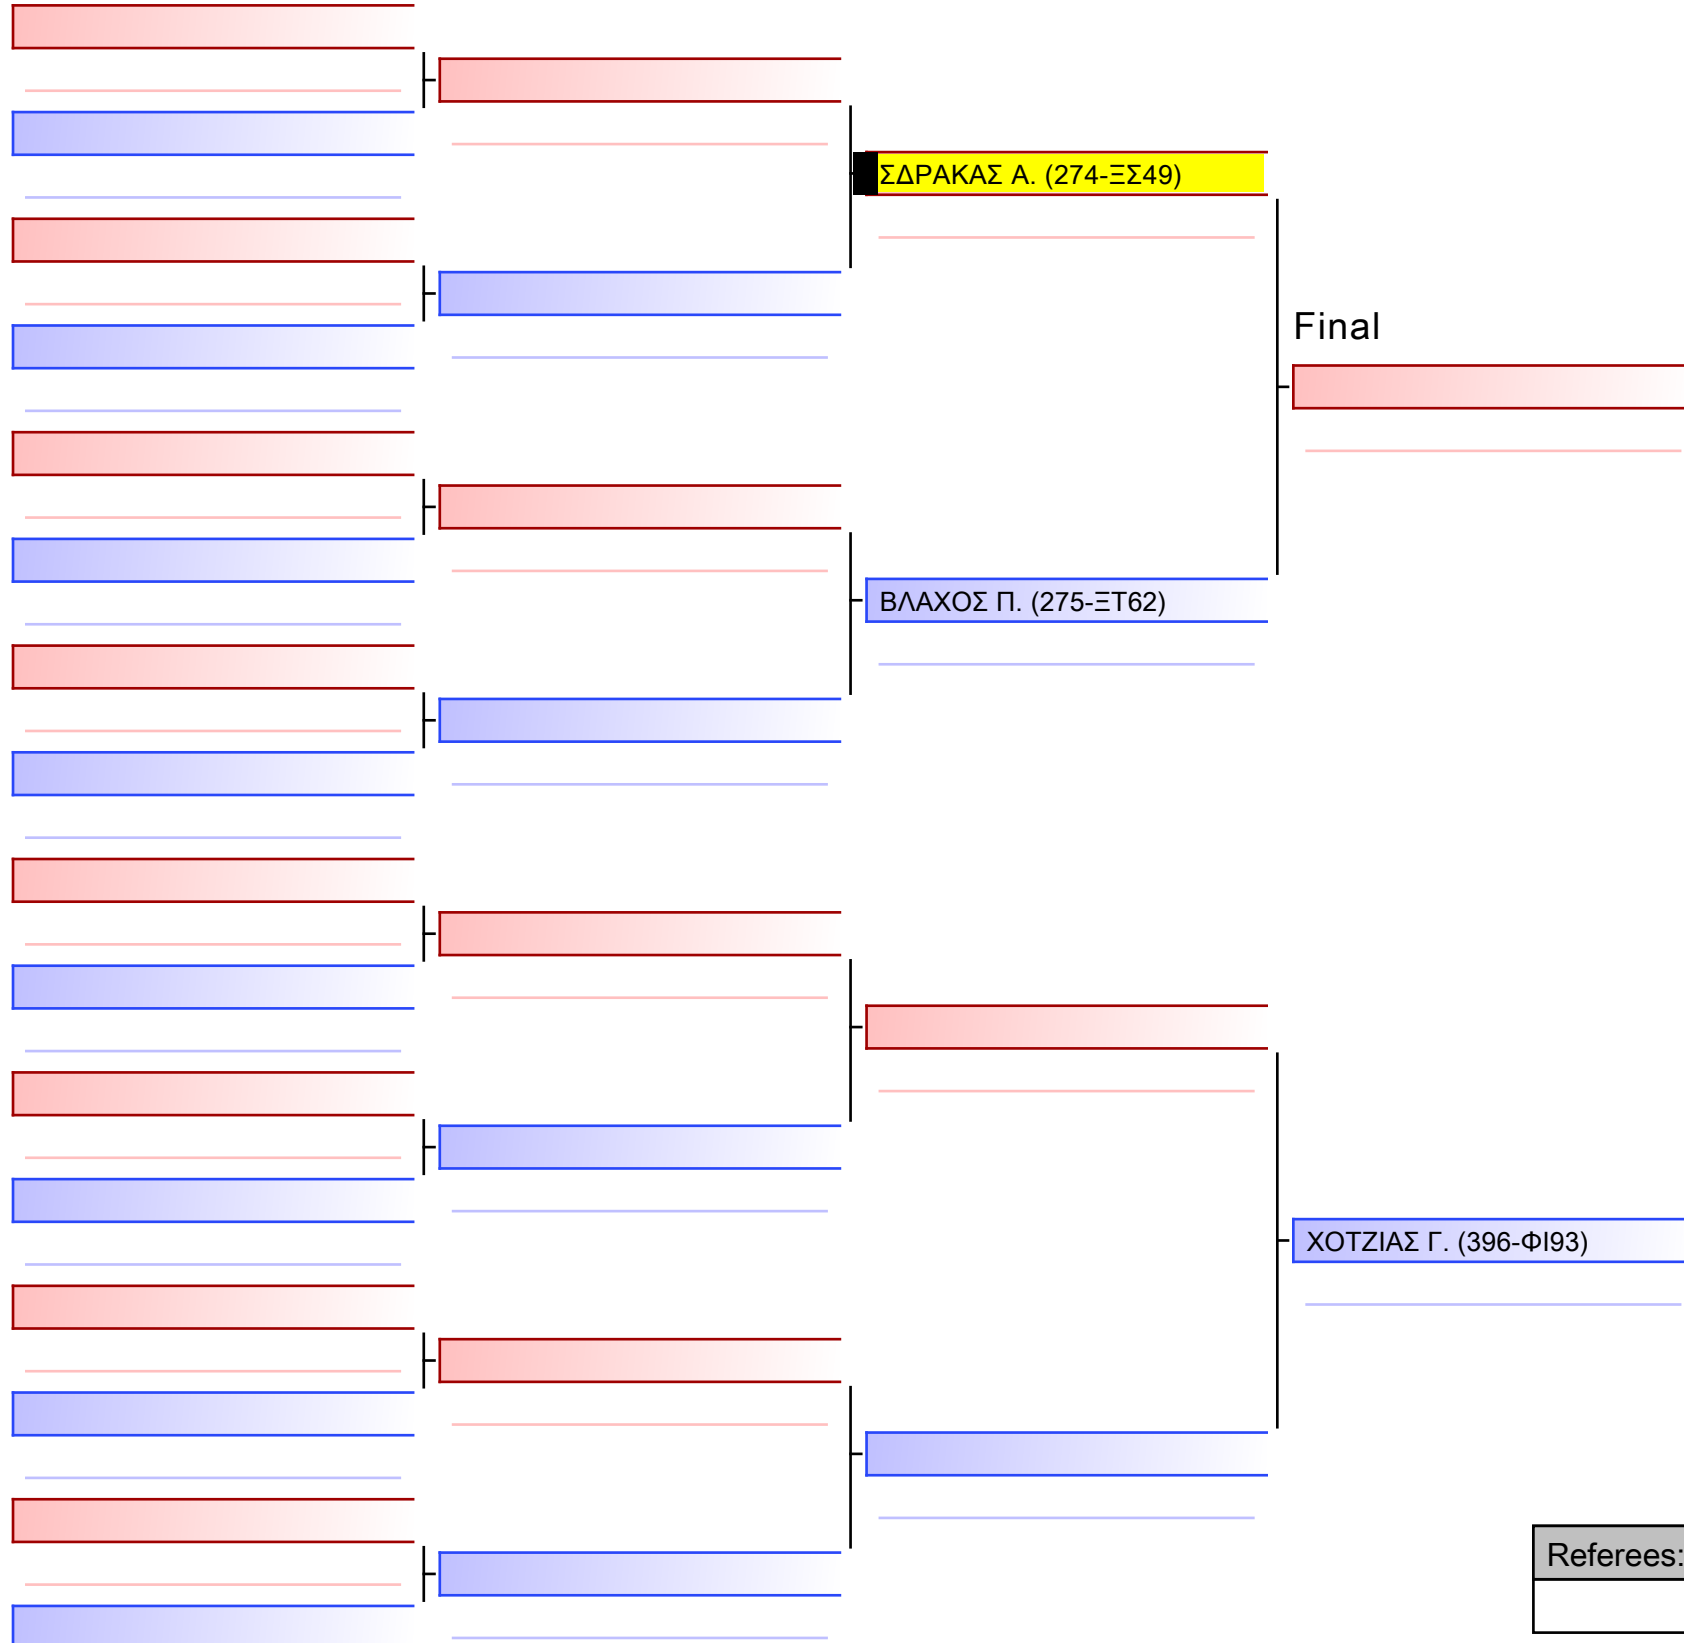 ΣΔΡΑΚΑΣ Α. (274-ΞΣ49)
Final
ΒΛΑΧΟΣ Π. (275-ΞΤ62)
ΧΟΤΖΙΑΣ Γ. (396-ΦΙ93)
Referees: